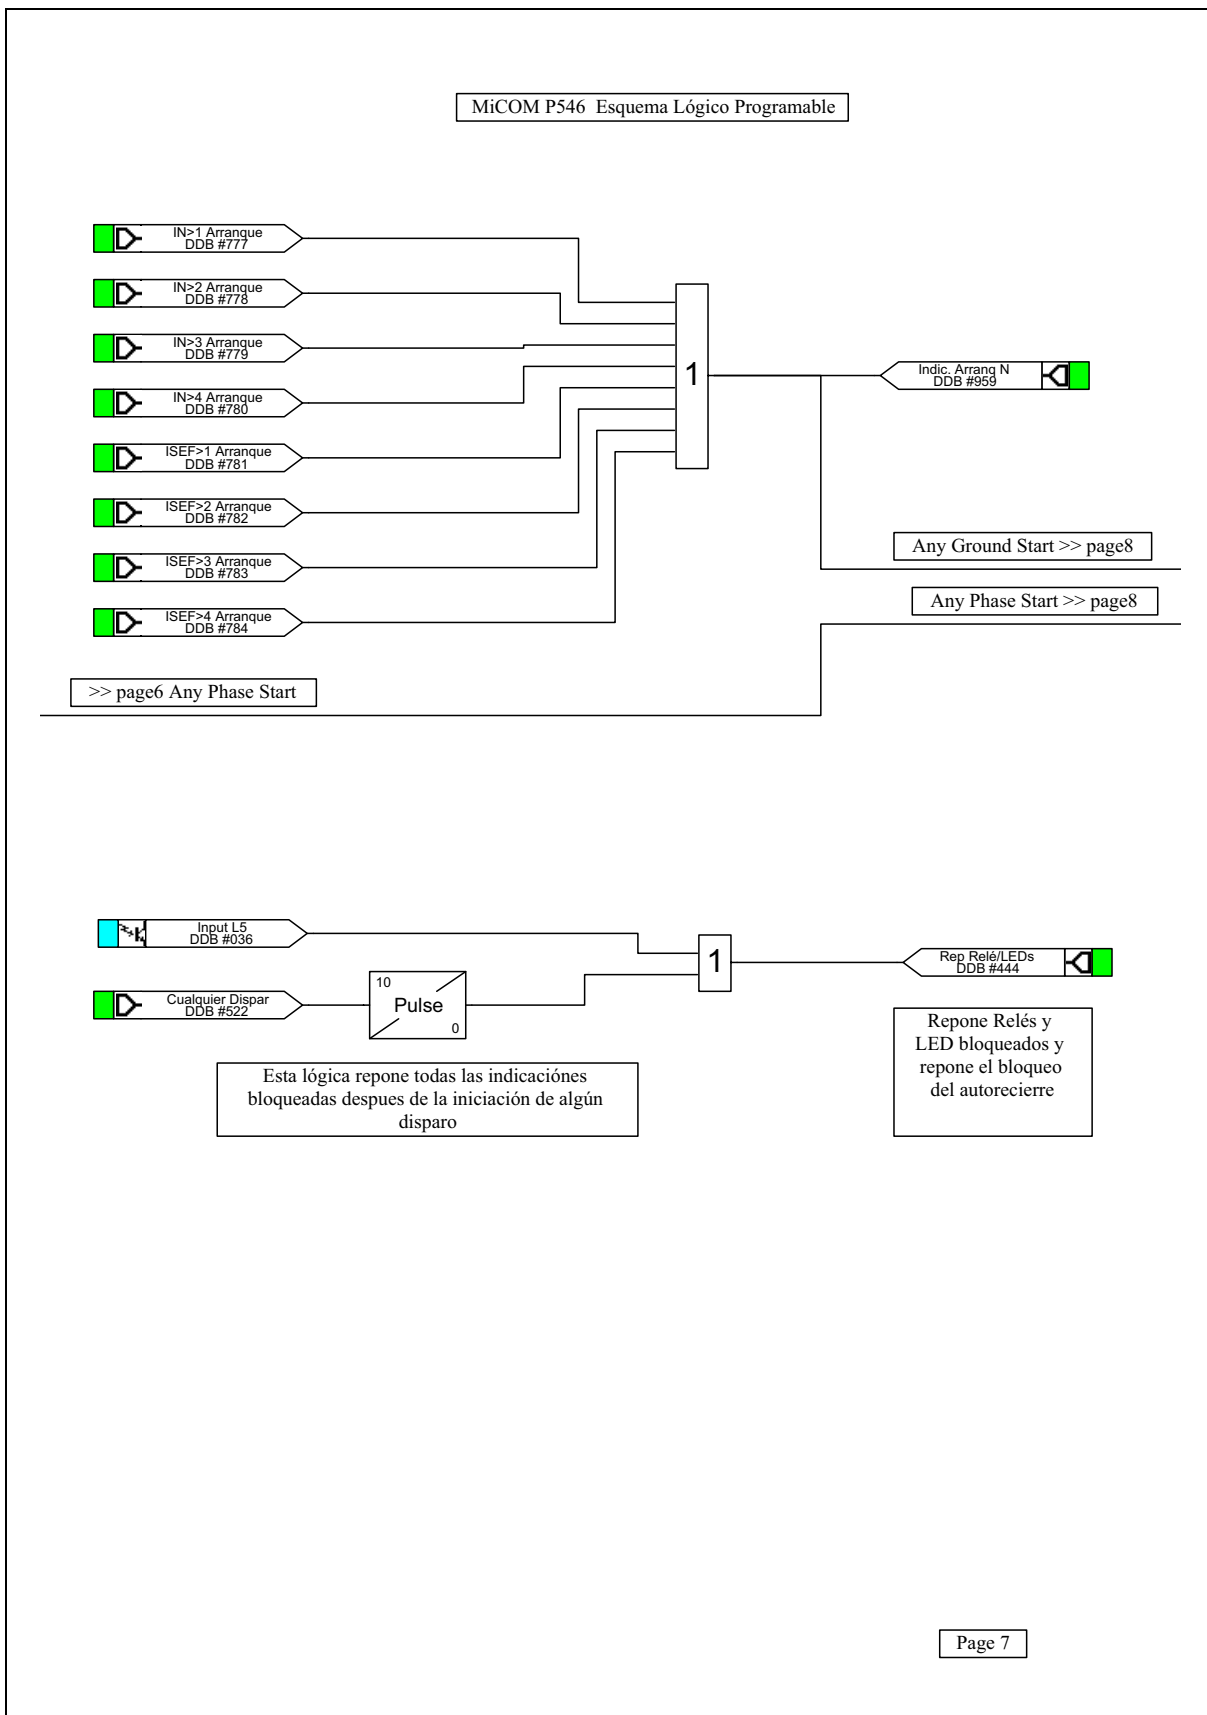 MiCOM P546 Esquema Lógico Programable
IN>1 Arranque
DDB #777
IN>2 Arranque
DDB #778
IN>3 Arranque
DDB #779
IN>4 Arranque
DDB #780
ISEF>1 Arranque
DDB #781
ISEF>2 Arranque
DDB #782
ISEF>3 Arranque
DDB #783
ISEF>4 Arranque
DDB #784
1
Indic. Arranq N
DDB #959
Any Ground Start >> page8
Any Phase Start >> page8
>> page6 Any Phase Start
Input L5
DDB #036
Cualquier Dispar
DDB #522
10
Pulse
0
1
Rep Relé/LEDs
DDB #444
Esta lógica repone todas las indicaciónes
bloqueadas despues de la iniciación de algún
disparo
Repone Relés y
LED bloqueados y
repone el bloqueo
del autorecierre
Page 7